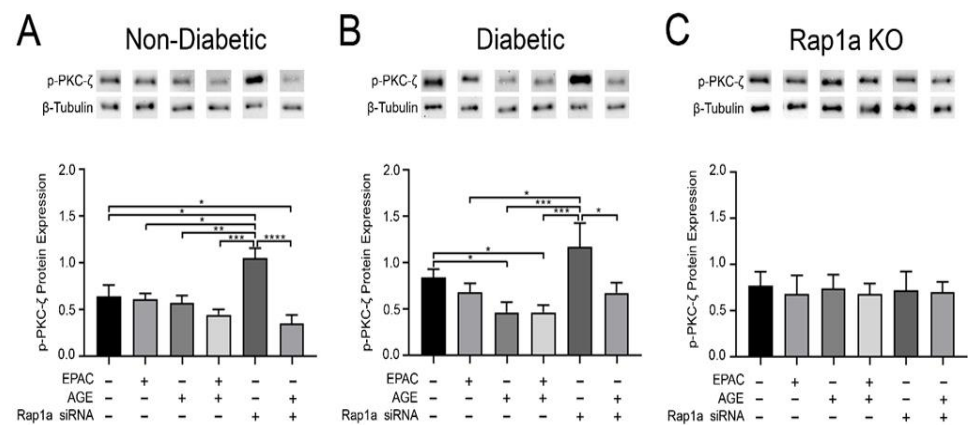 A
Non-Diabetic
p-PKC-ζ
β-Tubulin
p-PKC-ζ Protein Expression
2.0
1.5
1.0
0.5
0.0
*
*
*
**
*** ****
EPAC − + − + − −
AGE − − + + − +
Rap1a siRNA − − − − + +
B
Diabetic
p-PKC-ζ
β-Tubulin
p-PKC-ζ Protein Expression
2.0
1.5
1.0
0.5
0.0
*
***
*** *
*
*
EPAC − + − + − −
AGE − − + + − +
Rap1a siRNA − − − − + +
C
Rap1a KO
p-PKC-ζ
β-Tubulin
p-PKC-ζ Protein Expression
2.0
1.5
1.0
0.5
0.0
EPAC − + − + − −
AGE − − + + − +
Rap1a siRNA − − − − + +